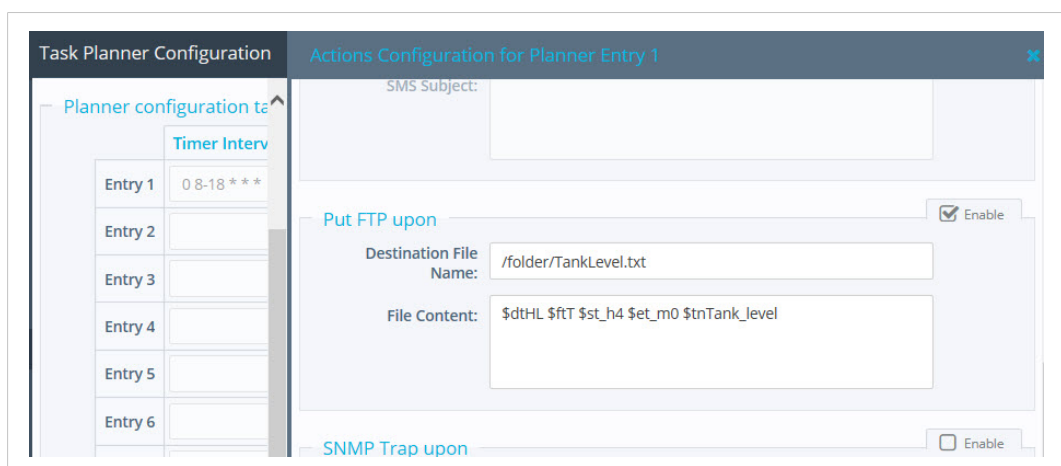 Task Planner Configuration
Actions Configuration for Planner Entry 1
Planner configuration ta
Timer Interv
Entry 1
0 8-18 * * *
Entry 2
Entry 3
Entry 4
Entry 5
Entry 6
SMS Subject:
Put FTP upon
Enable
Destination File
Name:
/folder/TankLevel.txt
File Content:
$dtHL $ftT $st_h4 $et_m0 $tnTank_level
SNMP Trap upon
Enable